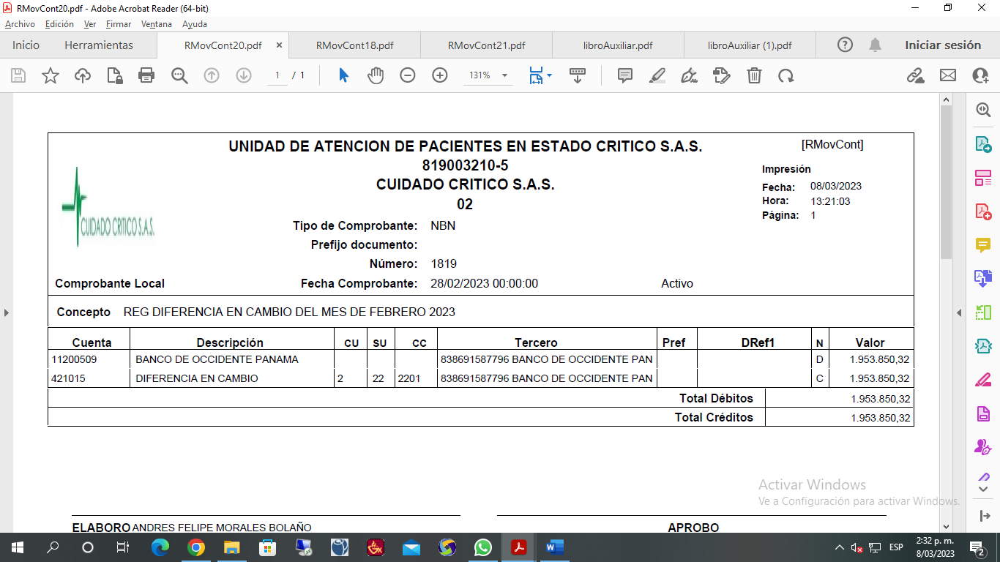 RMovCont20.pdf - Adobe Acrobat Reader (64-bit)
Archivo Edición Ver Firmar Ventana Ayuda
Inicio Herramientas RMovCont20.pdf × RMovCont18.pdf RMovCont21.pdf libroAuxiliar.pdf libroAuxiliar (1).pdf Iniciar sesión
1 / 1 131%
UNIDAD DE ATENCION DE PACIENTES EN ESTADO CRITICO S.A.S. [RMovCont]
819003210-5
CUIDADO CRITICO S.A.S.
02
Impresión
Fecha: 08/03/2023
Hora: 13:21:03
Página: 1
CUIDADO CRITICO S.A.S.
Tipo de Comprobante: NBN
Prefijo documento:
Número: 1819
Comprobante Local Fecha Comprobante: 28/02/2023 00:00:00 Activo
Concepto REG DIFERENCIA EN CAMBIO DEL MES DE FEBRERO 2023
Cuenta Descripción CU SU CC Tercero Pref DRef1 N Valor
11200509 BANCO DE OCCIDENTE PANAMA 838691587796 BANCO DE OCCIDENTE PAN D 1.953.850,32
421015 DIFERENCIA EN CAMBIO 2 22 2201 838691587796 BANCO DE OCCIDENTE PAN C 1.953.850,32
Total Débitos 1.953.850,32
Total Créditos 1.953.850,32
Activar Windows
Ve a Configuración para activar Windows.
ELABORO ANDRES FELIPE MORALES BOLAÑO APROBO
ESP 2:32 p. m.
8/03/2023
2